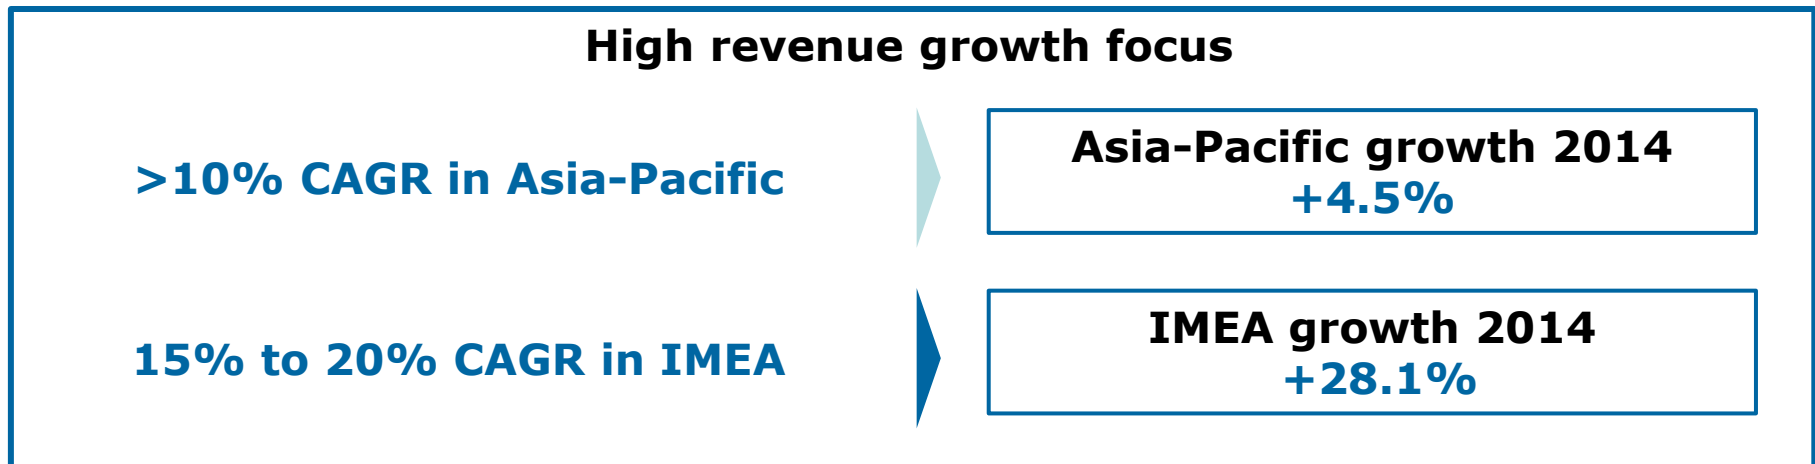 High revenue growth focus
>10% CAGR in Asia-Pacific
Asia-Pacific growth 2014
+4.5%
15% to 20% CAGR in IMEA
IMEA growth 2014
+28.1%